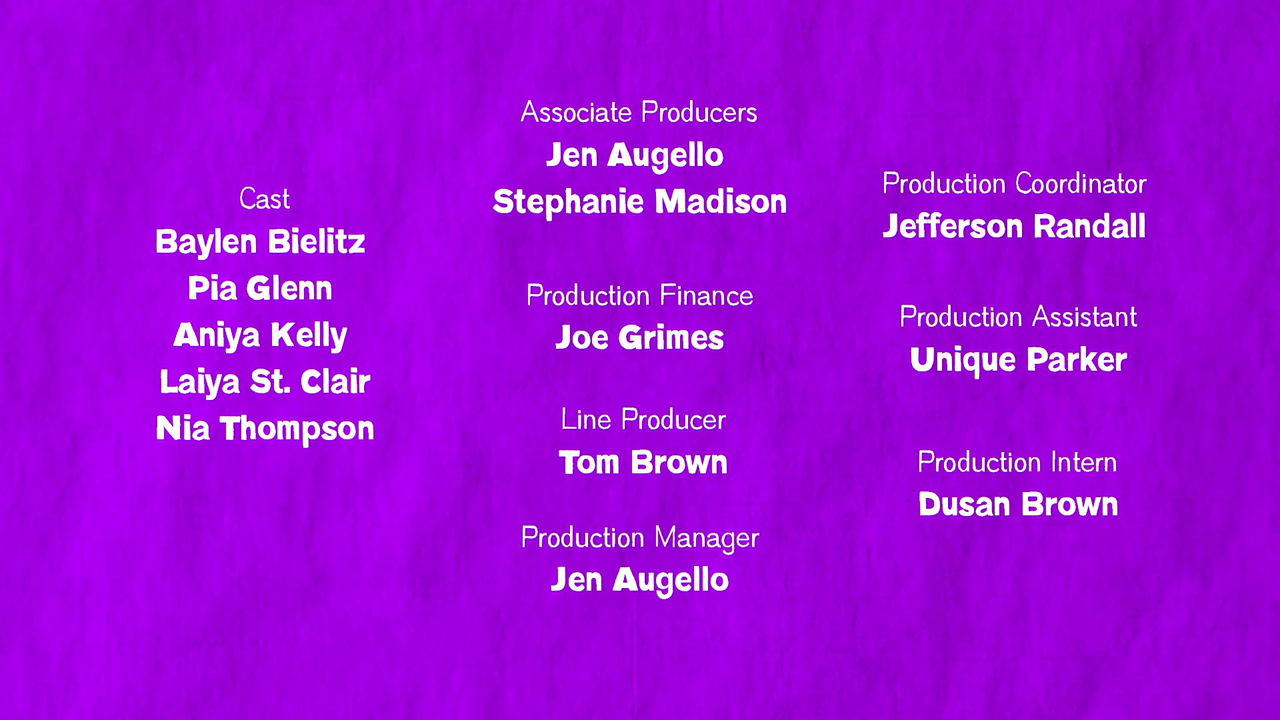 Cast
Baylen Bielitz
Pia Glenn
Aniya Kelly
Laiya St. Clair
Nia Thompson
Associate Producers
Jen Augello
Stephanie Madison
Production Finance
Joe Grimes
Line Producer
Tom Brown
Production Manager
Jen Augello
Production Coordinator
Jefferson Randall
Production Assistant
Unique Parker
Production Intern
Dusan Brown